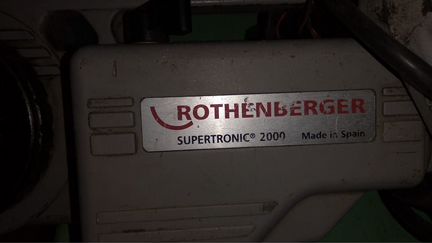 ROTHENBERGER
SUPERTRONIC® 2000 Made in Spain